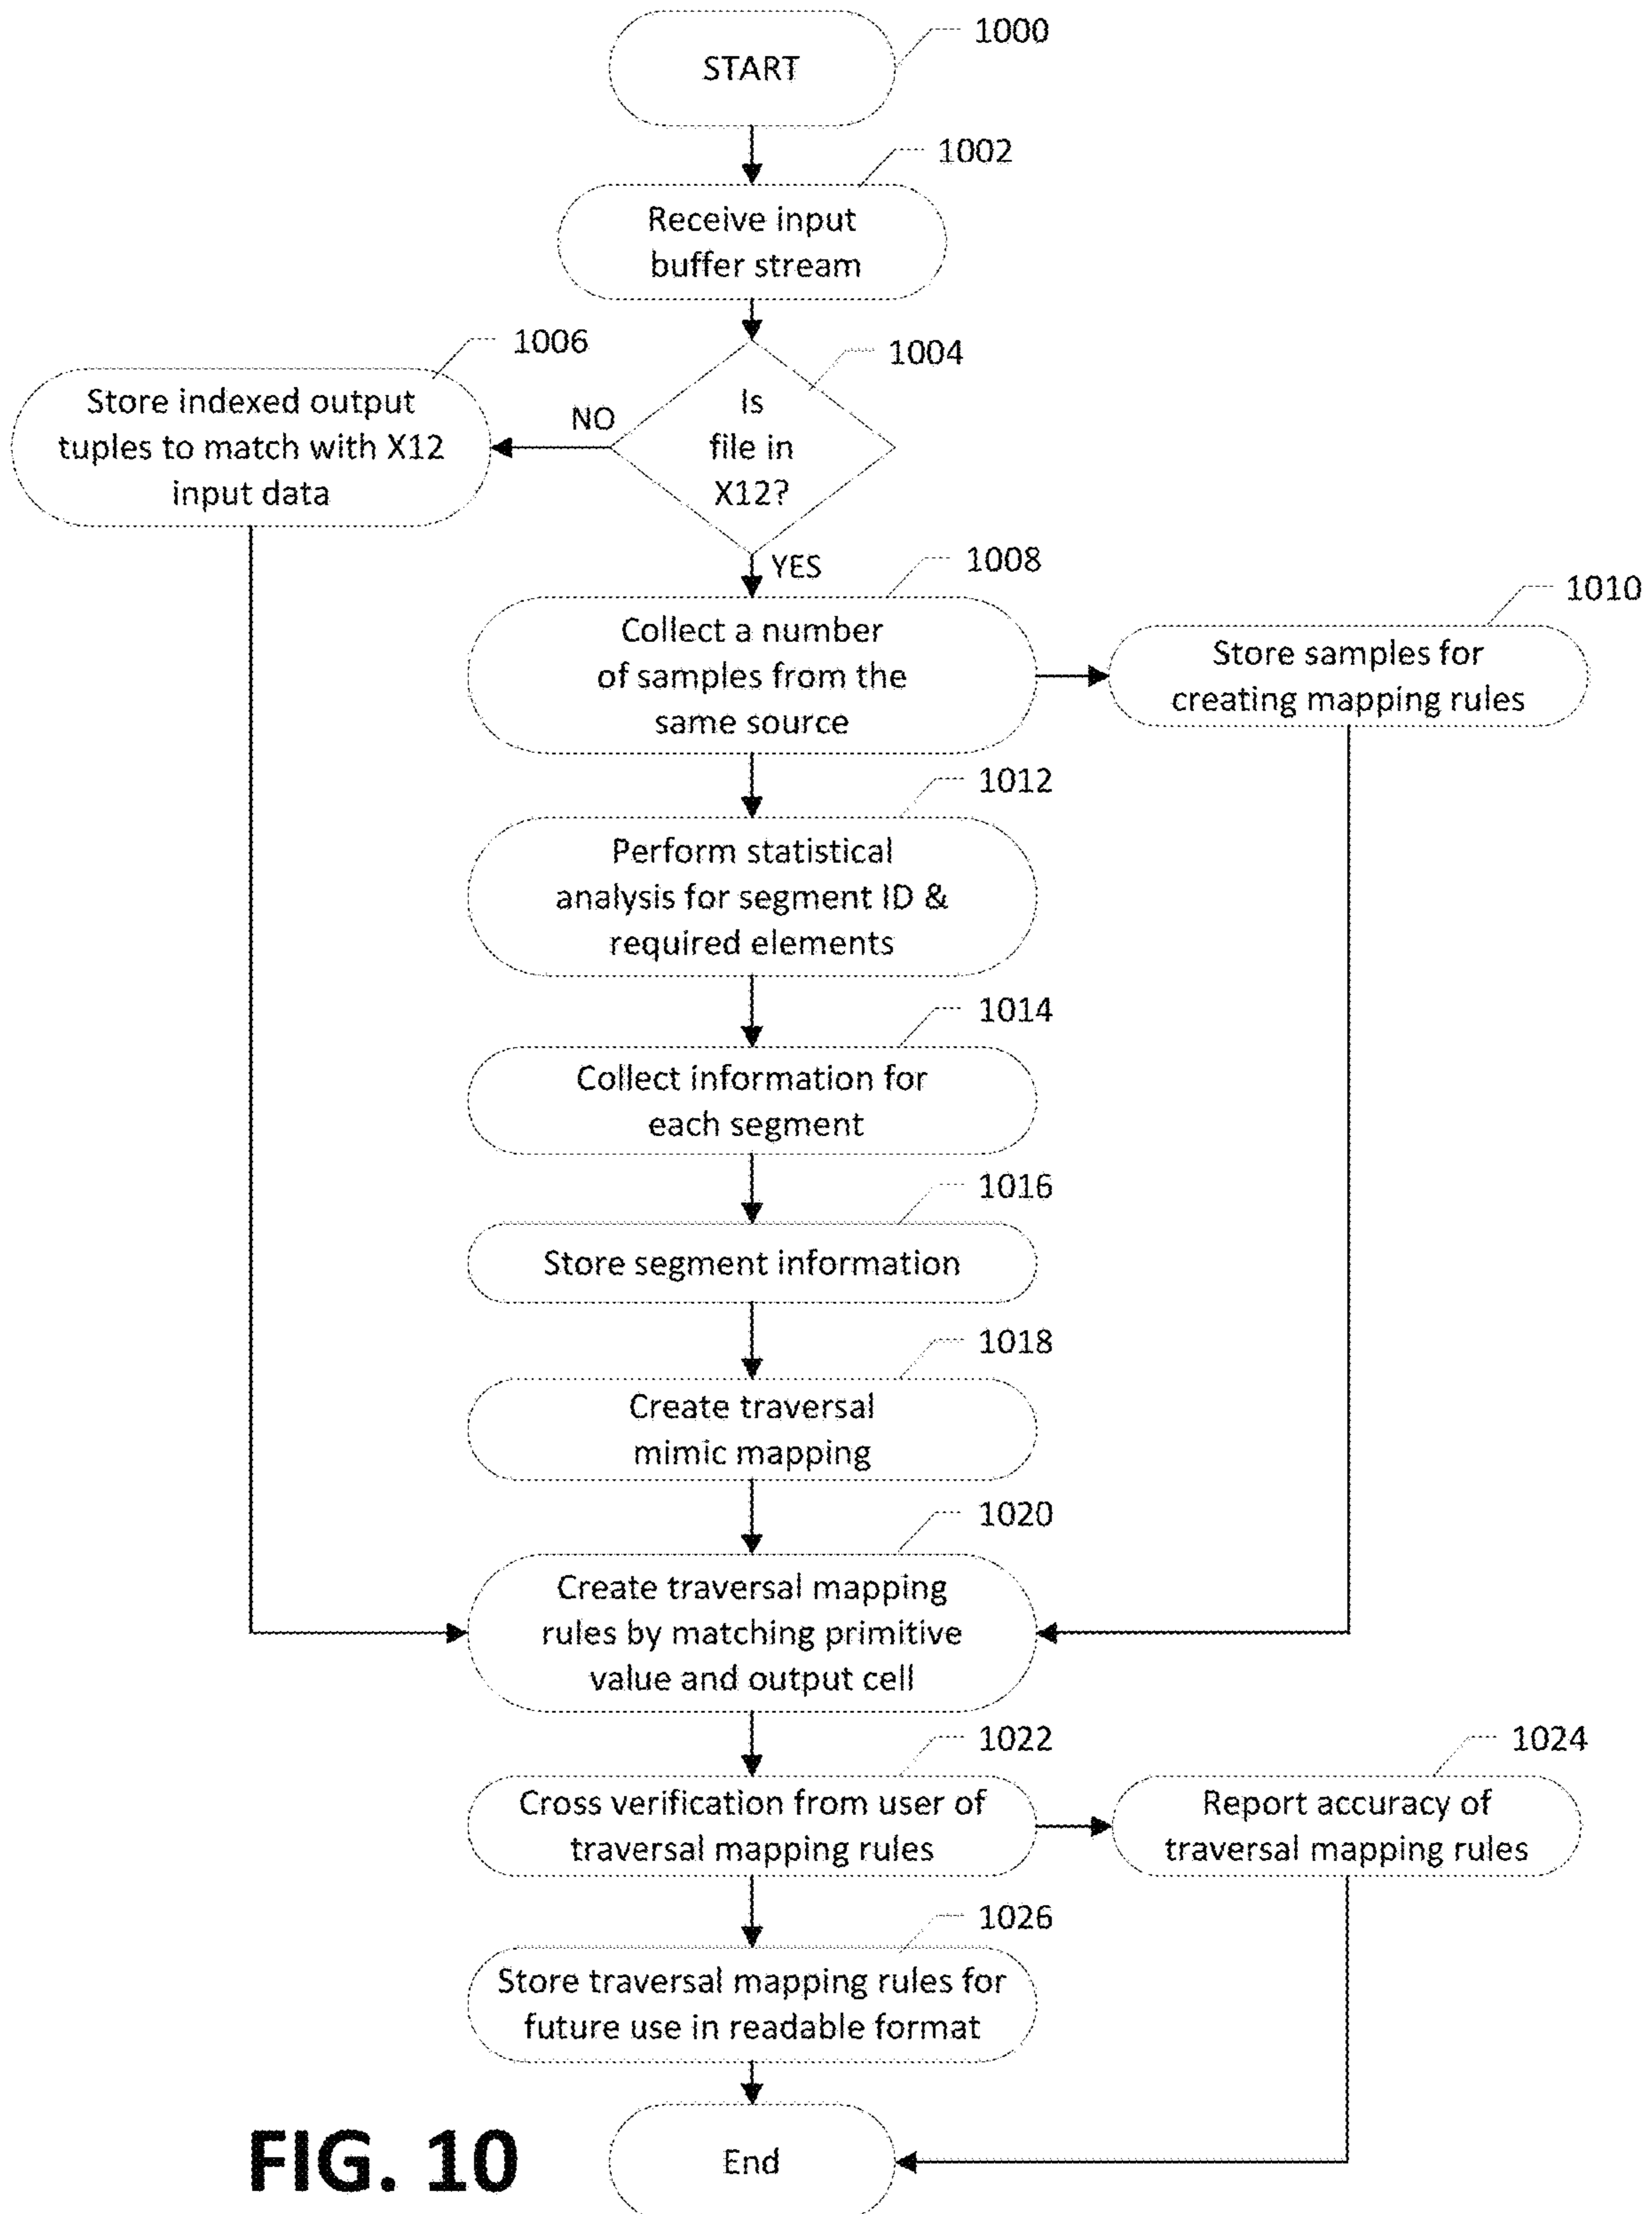 1000
START
1002
Receive input
buffer stream
1006
1004
Store indexed output
tuples to match with X12
input data
NO
Is
file in
X12?
YES
1008
1010
Collect a number
of samples from the
same source
Store samples for
creating mapping rules
1012
Perform statistical
analysis for segment ID &
required elements
1014
Collect information for
each segment
1016
Store segment information
1018
Create traversal
mimic mapping
1020
Create traversal mapping
rules by matching primitive
value and output cell
1022
1024
Cross verification from user of
traversal mapping rules
Report accuracy of
traversal mapping rules
1026
Store traversal mapping rules for
future use in readable format
End
FIG. 10